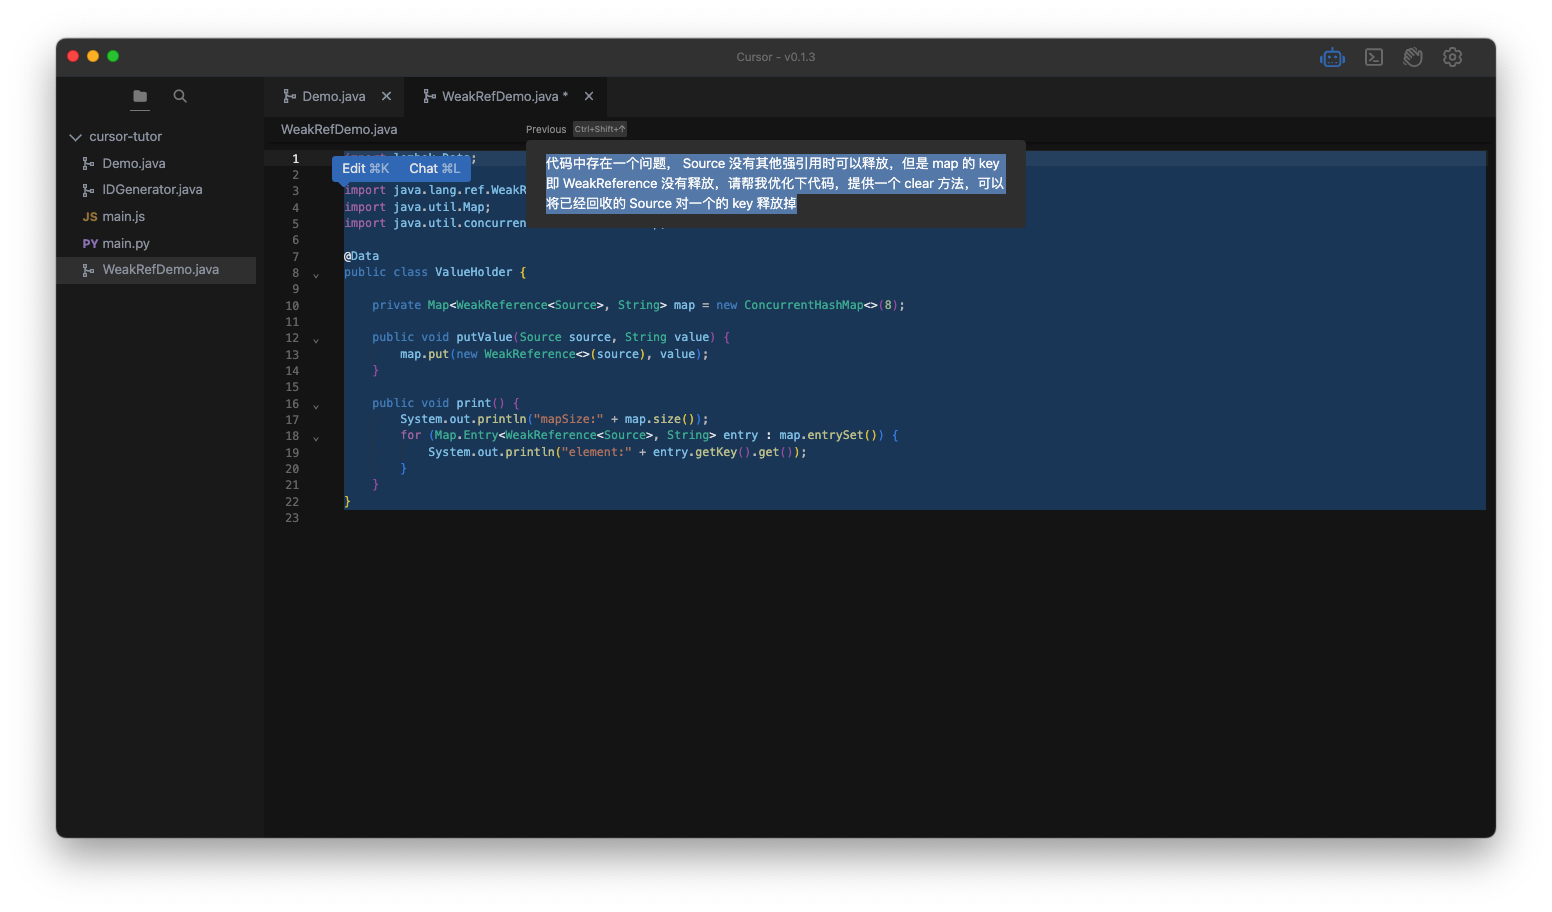 Cursor - v0.1.3
Demo.java
WeakRefDemo.java *
cursor-tutor
Demo.java
IDGenerator.java
JS main.js
PY main.py
WeakRefDemo.java
WeakRefDemo.java
Previous Ctrl+Shift+↑
代码中存在一个问题， Source 没有其他强引用时可以释放，但是 map 的 key
即 WeakReference 没有释放，请帮我优化下代码，提供一个 clear 方法，可以
将已经回收的 Source 对一个的 key 释放掉
Edit ⌘K Chat ⌘L
1
2
3 import java.lang.ref.WeakR
4 import java.util.Map;
5 import java.util.concurren
6
7 @Data
8 public class ValueHolder {
9
10 private Map<WeakReference<Source>, String> map = new ConcurrentHashMap<>(8);
11
12 public void putValue(Source source, String value) {
13 map.put(new WeakReference<>(source), value);
14 }
15
16 public void print() {
17 System.out.println("mapSize:" + map.size());
18 for (Map.Entry<WeakReference<Source>, String> entry : map.entrySet()) {
19 System.out.println("element:" + entry.getKey().get());
20 }
21 }
22 }
23